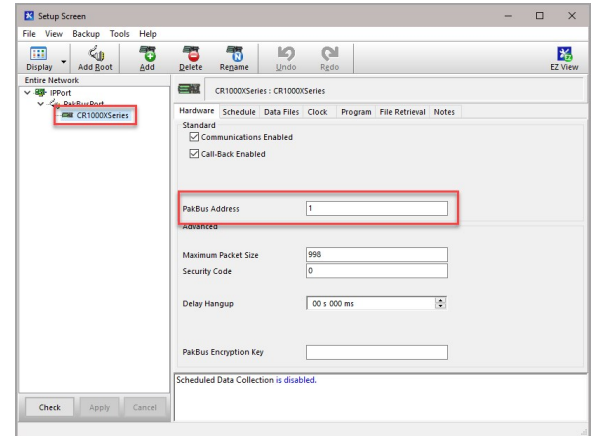 Setup Screen
File View Backup Tools Help
Display Add Root Add Delete Rename Undo Redo EZ View
Entire Network
IPPort
PakBusPort
CR1000XSeries
CR1000XSeries : CR1000XSeries
Hardware Schedule Data Files Clock Program File Retrieval Notes
Standard
Communications Enabled
Call-Back Enabled
PakBus Address 1
Advanced
Maximum Packet Size 998
Security Code 0
Delay Hangup 00 s 000 ms
PakBus Encryption Key
Scheduled Data Collection is disabled.
Check Apply Cancel